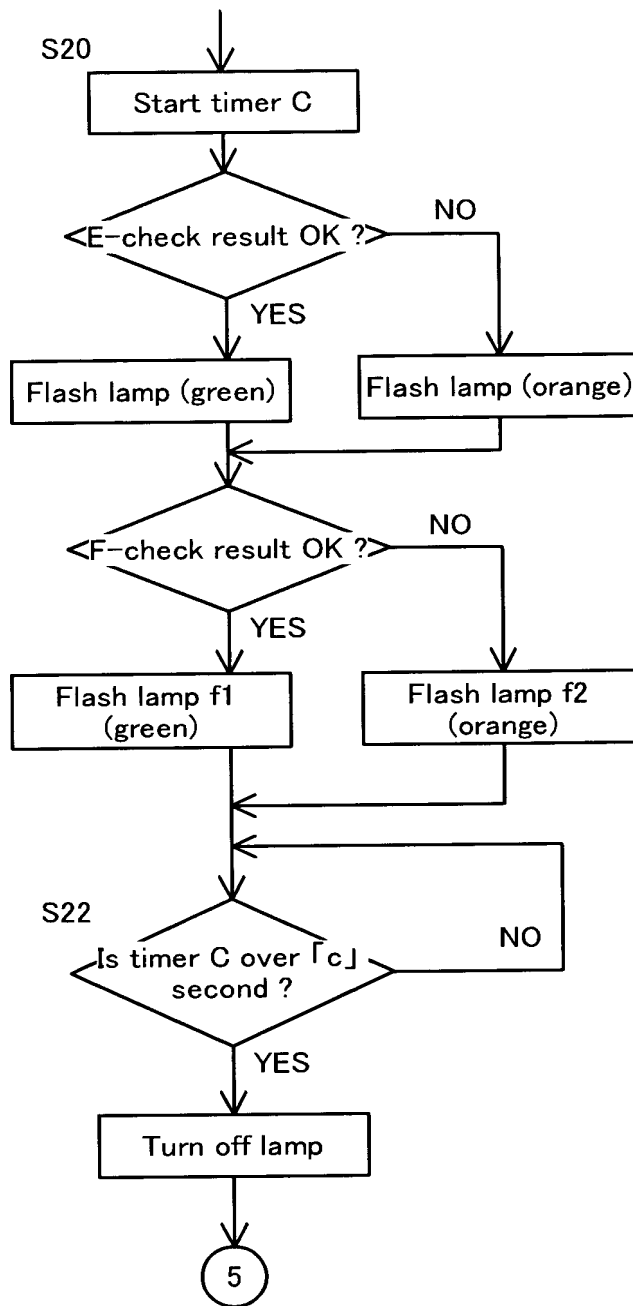 S20
Start timer C
E-check result OK ?
NO
YES
Flash lamp (green)
Flash lamp (orange)
F-check result OK ?
NO
YES
Flash lamp f1
(green)
Flash lamp f2
(orange)
S22
Is timer C over「c」
second ?
NO
YES
Turn off lamp
5